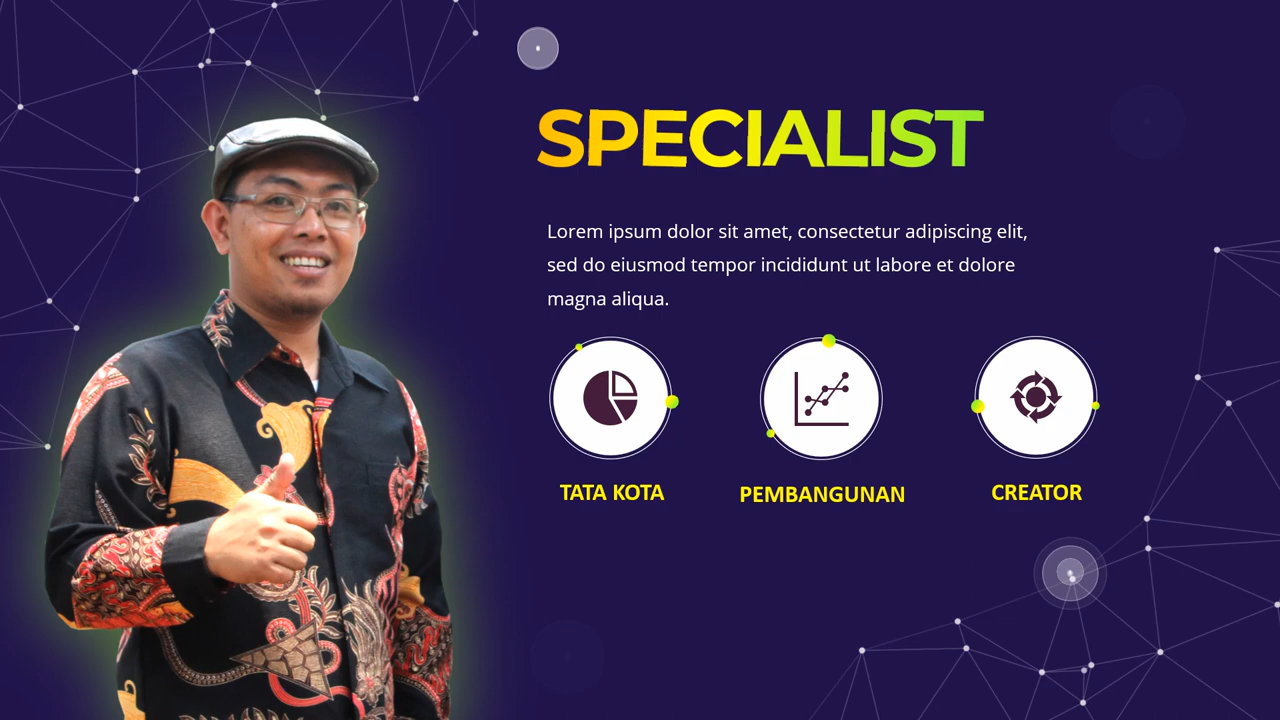 SPECIALIST
Lorem ipsum dolor sit amet, consectetur adipiscing elit,
sed do eiusmod tempor incididunt ut labore et dolore
magna aliqua.
TATA KOTA
PEMBANGUNAN
CREATOR